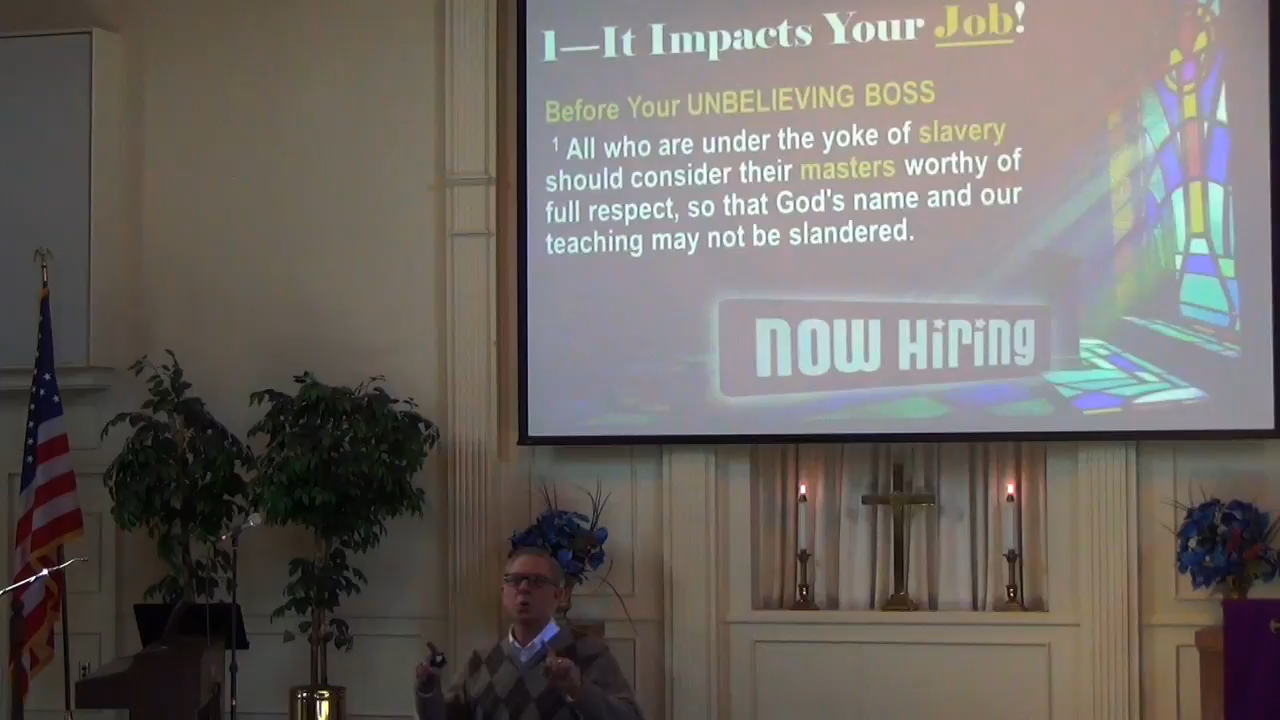 1—It Impacts Your Job!
Before Your UNBELIEVING BOSS
1 All who are under the yoke of slavery
should consider their masters worthy of
full respect, so that God's name and our
teaching may not be slandered.
NOW HiRiNG